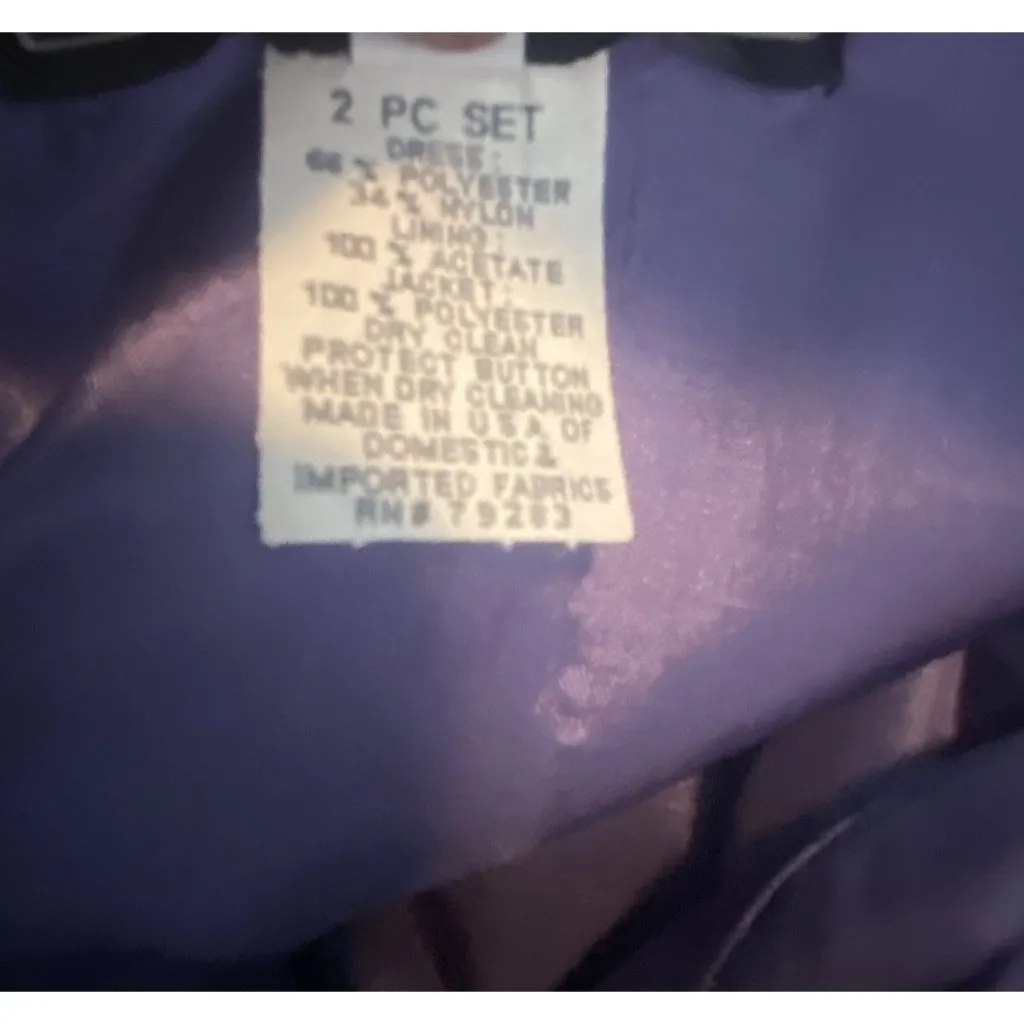 2 PC SET
DRESS:
66 % POLYESTER
34 % NYLON
LINING:
100 % ACETATE
JACKET:
100 % POLYESTER
DRY CLEAN
PROTECT BUTTON
WHEN DRY CLEANING
MADE IN U S A OF
DOMESTIC &
IMPORTED FABRICS
RN# 79263